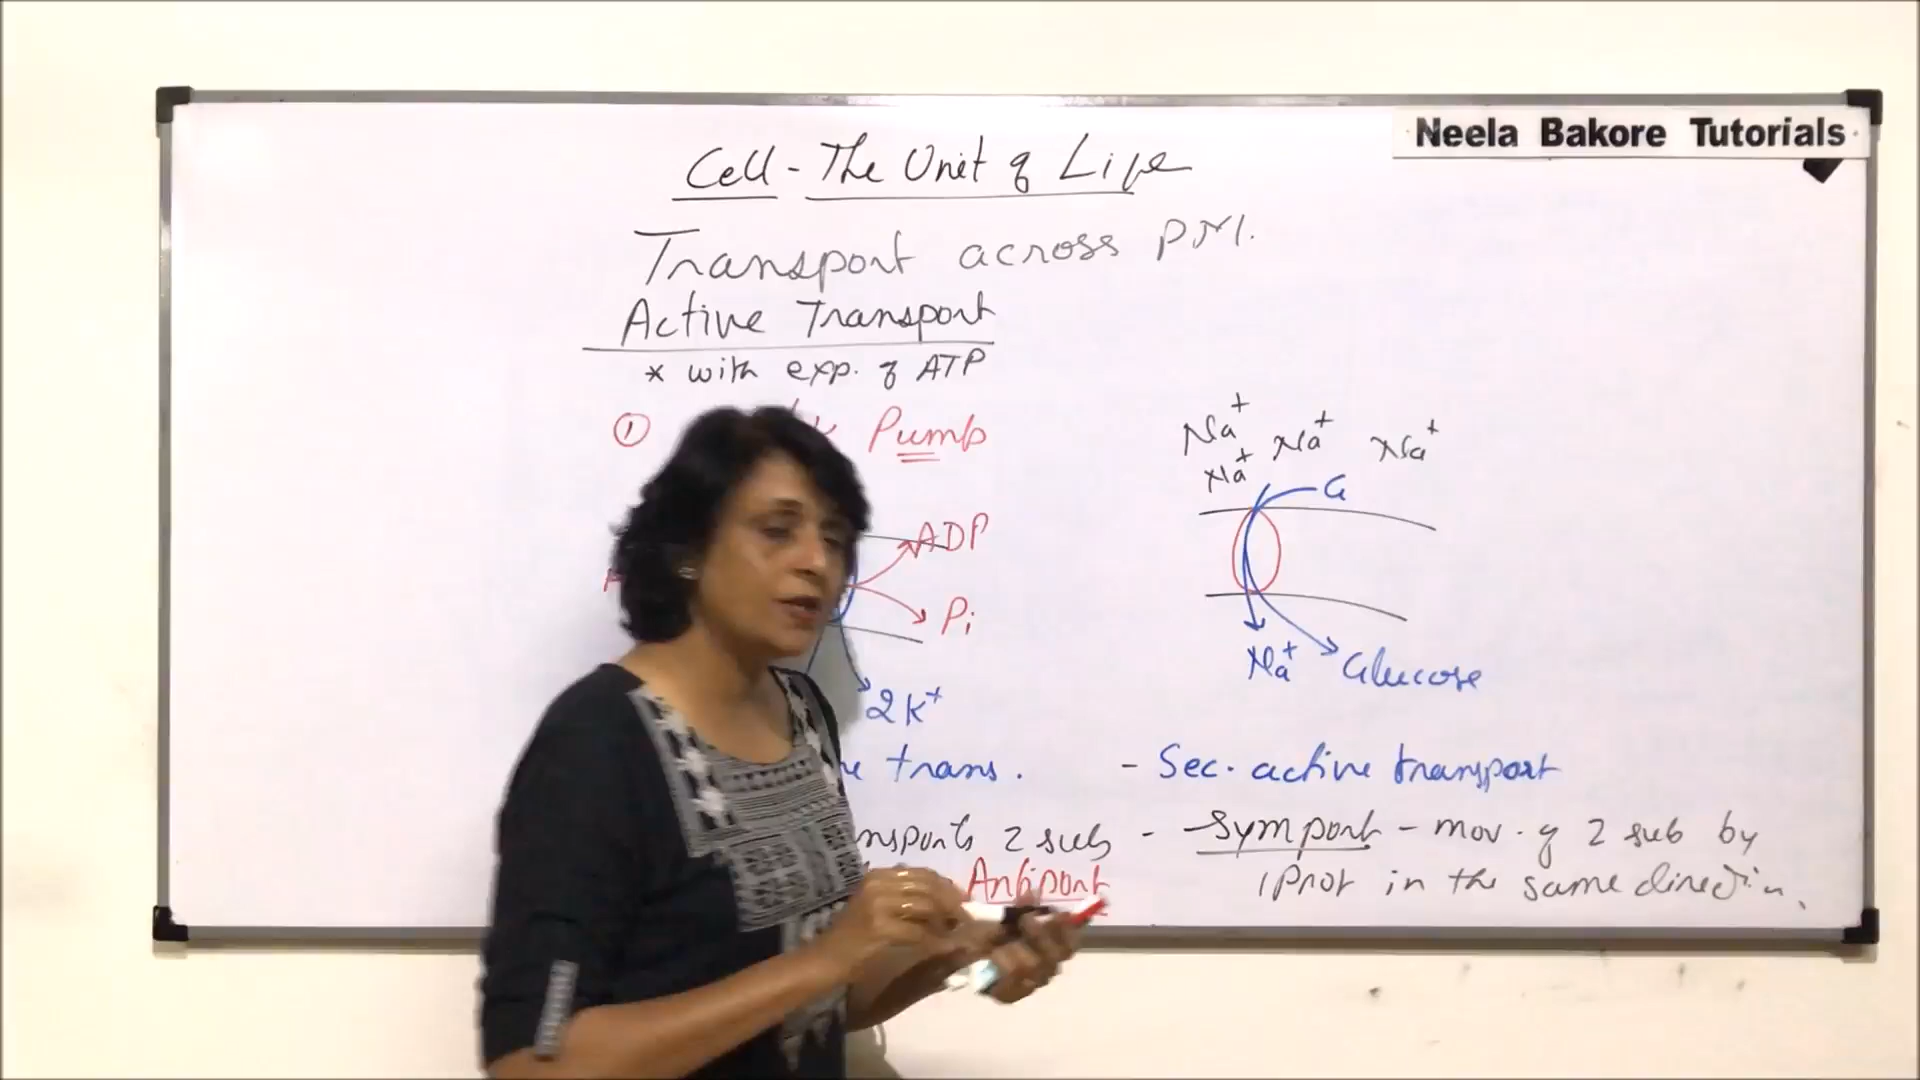 Neela Bakore Tutorials
Cell - The Unit of Life
Transport across PM.
Active Transport
* with exp. of ATP
① Pump
ADP
Pi
2K+
trans.
2 sub
Antiport
Na+ Na+ Na+
Na+
G
Na+ Glucose
- Sec. active transport
- Symport - mov. of 2 sub by
1 Prot in the same direction.